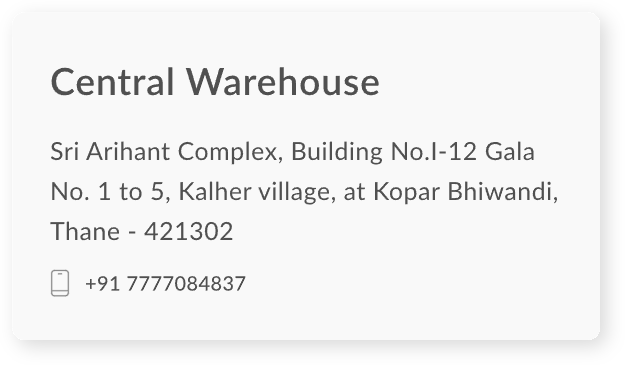 Central Warehouse
Sri Arihant Complex, Building No.I-12 Gala
No. 1 to 5, Kalher village, at Kopar Bhiwandi,
Thane - 421302
+91 7777084837